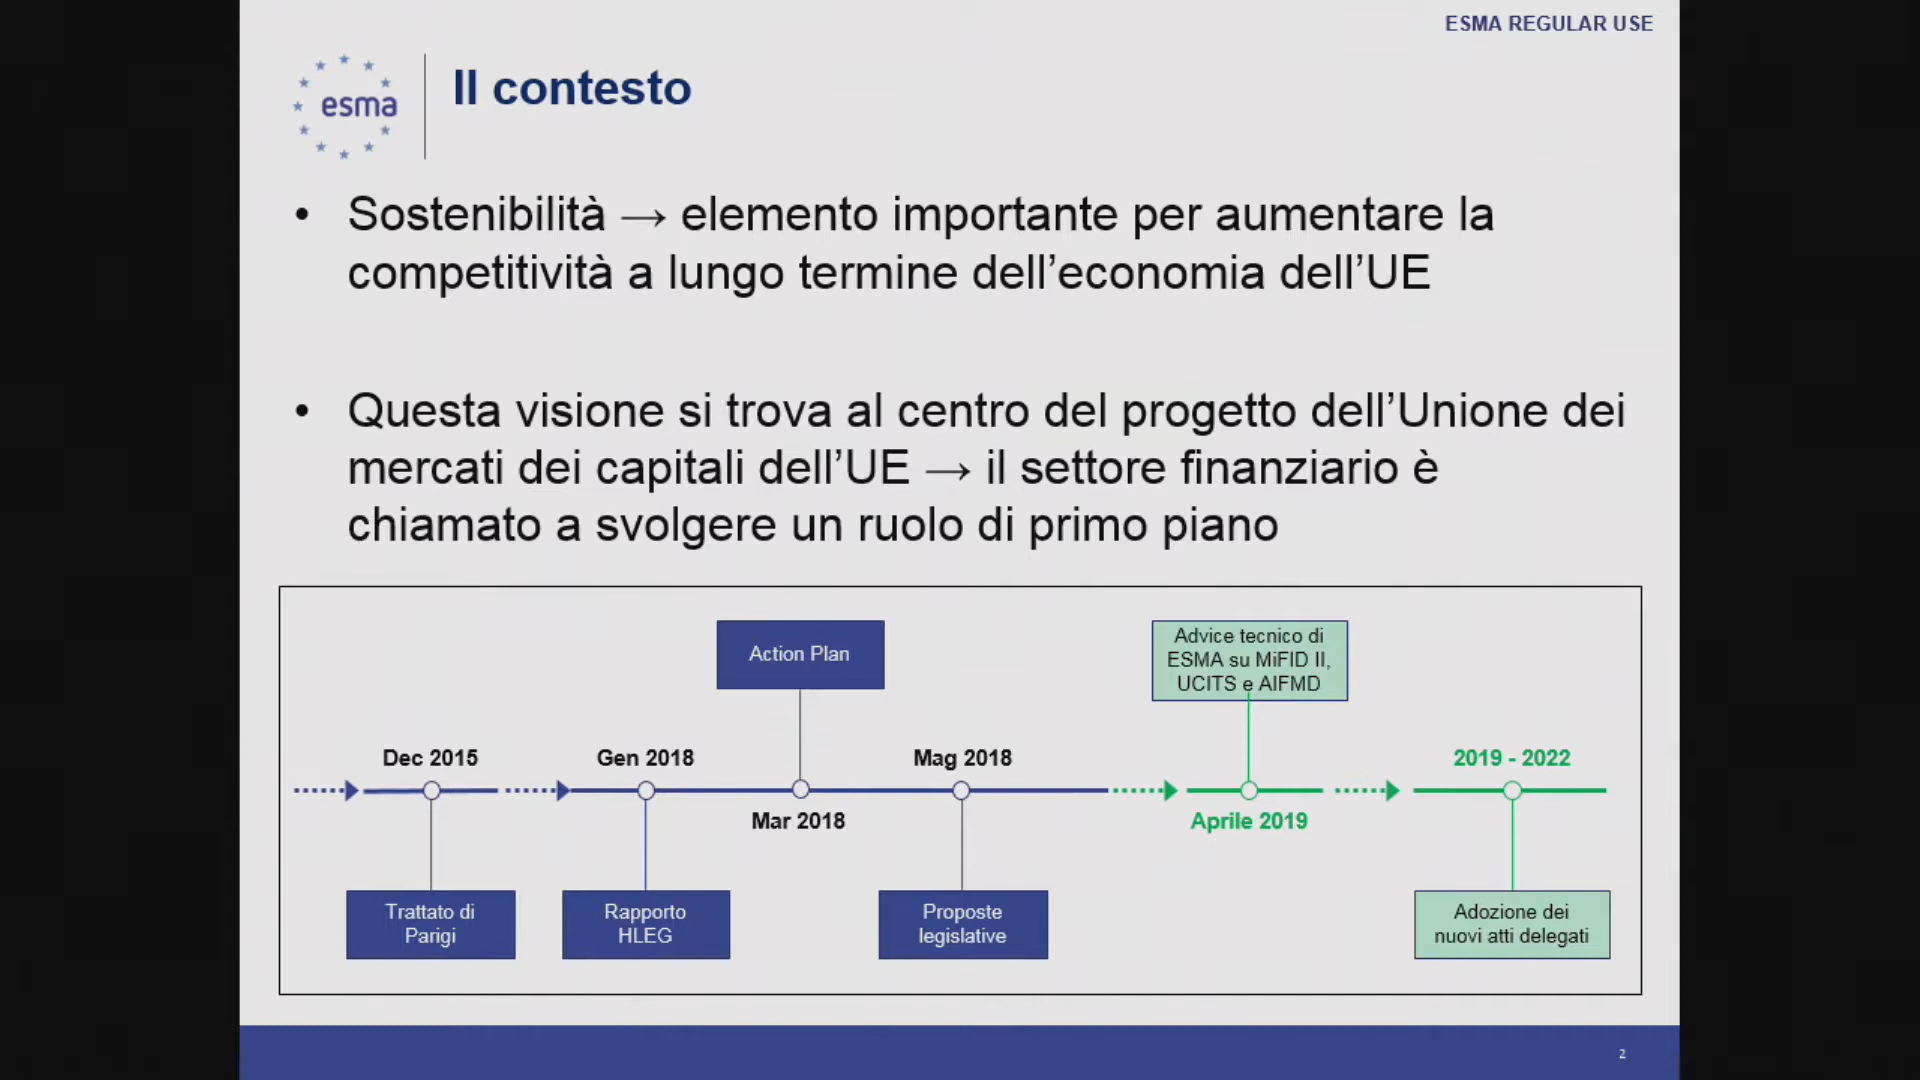 ESMA REGULAR USE
esma
Il contesto
• Sostenibilità → elemento importante per aumentare la
competitività a lungo termine dell’economia dell’UE
• Questa visione si trova al centro del progetto dell’Unione dei
mercati dei capitali dell’UE → il settore finanziario è
chiamato a svolgere un ruolo di primo piano
Action Plan
Advice tecnico di
ESMA su MiFID II,
UCITS e AIFMD
Dec 2015
Gen 2018
Mag 2018
2019 - 2022
Mar 2018
Aprile 2019
Trattato di
Parigi
Rapporto
HLEG
Proposte
legislative
Adozione dei
nuovi atti delegati
2